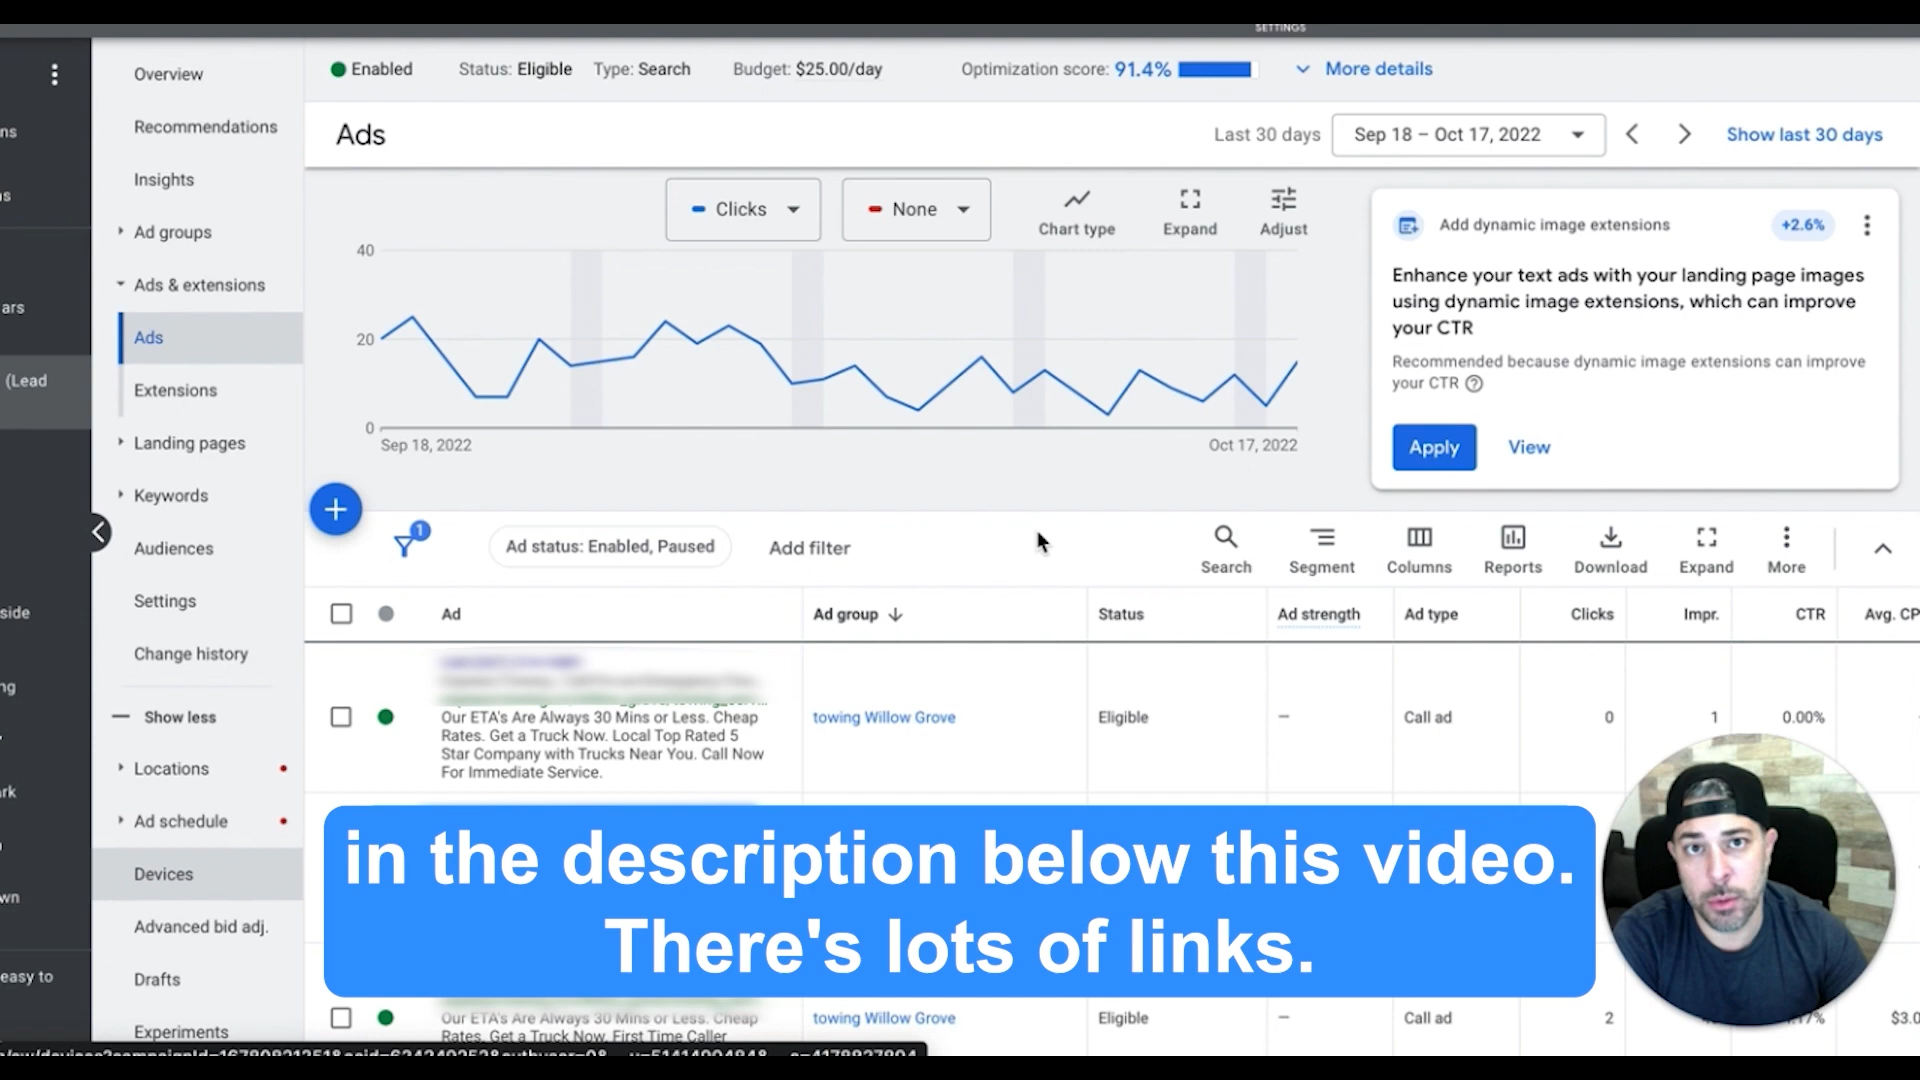 SETTINGS
Enabled Status: Eligible Type: Search Budget: $25.00/day Optimization score: 91.4% More details
Ads
Last 30 days Sep 18 – Oct 17, 2022 Show last 30 days
ns
s
ars
(Lead
side
ng
rk
wn
easy to
Overview
Recommendations
Insights
Ad groups
Ads & extensions
Ads
Extensions
Landing pages
Keywords
Audiences
Settings
Change history
Show less
Locations
Ad schedule
Devices
Advanced bid adj.
Drafts
Experiments
Clicks
None
Chart type
Expand
Adjust
40
20
0
Sep 18, 2022
Oct 17, 2022
Add dynamic image extensions +2.6%
Enhance your text ads with your landing page images
using dynamic image extensions, which can improve
your CTR
Recommended because dynamic image extensions can improve
your CTR
Apply View
1
Ad status: Enabled, Paused Add filter
Search Segment Columns Reports Download Expand More
Ad Ad group Status Ad strength Ad type Clicks Impr. CTR Avg. CP
Our ETA's Are Always 30 Mins or Less. Cheap
Rates. Get a Truck Now. Local Top Rated 5
Star Company with Trucks Near You. Call Now
For Immediate Service.
towing Willow Grove Eligible – Call ad 0 1 0.00%
in the description below this video.
There's lots of links.
Our ETA's Are Always 30 Mins or Less. Cheap
Rates. Get a Truck Now. First Time Caller
towing Willow Grove Eligible – Call ad 2 $3.0